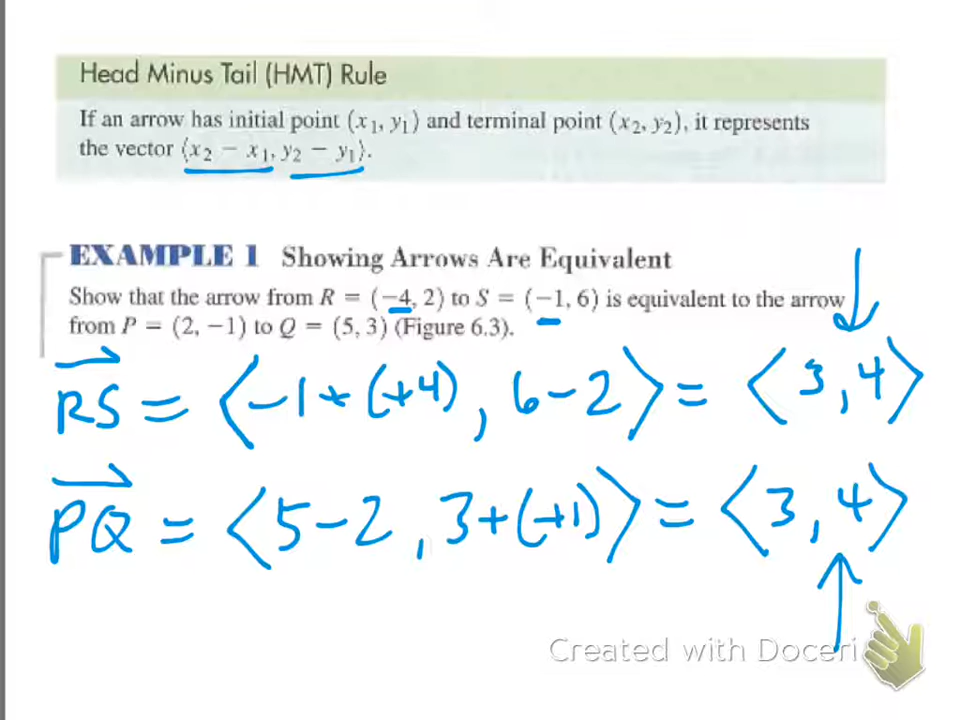 Head Minus Tail (HMT) Rule
If an arrow has initial point (x₁, y₁) and terminal point (x₂, y₂), it represents
the vector ⟨x₂ − x₁, y₂ − y₁⟩.
EXAMPLE 1 Showing Arrows Are Equivalent
Show that the arrow from R = (−4, 2) to S = (−1, 6) is equivalent to the arrow
from P = (2, −1) to Q = (5, 3) (Figure 6.3).
RS = ⟨−1+(+4), 6−2⟩ = ⟨3,4⟩
PQ = ⟨5−2, 3+(+1)⟩ = ⟨3,4⟩
Created with Doceri